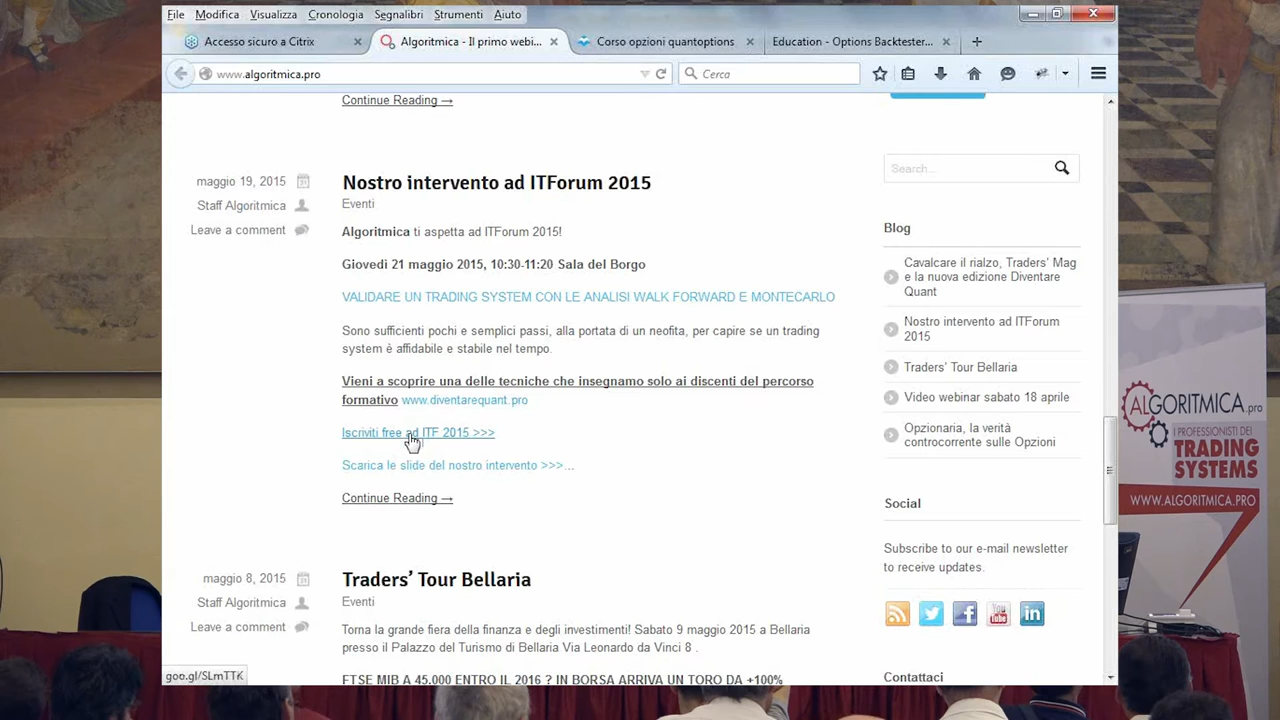 File Modifica Visualizza Cronologia Segnalibri Strumenti Aiuto
Accesso sicuro a Citrix
Algoritmica - Il primo webi...
Corso opzioni quantoptions
Education - Options Backtester...
www.algoritmica.pro
Cerca
Continue Reading →
maggio 19, 2015
Staff Algoritmica
Leave a comment
Nostro intervento ad ITForum 2015
Eventi
Algoritmica ti aspetta ad ITForum 2015!
Giovedì 21 maggio 2015, 10:30-11:20 Sala del Borgo
VALIDARE UN TRADING SYSTEM CON LE ANALISI WALK FORWARD E MONTECARLO
Sono sufficienti pochi e semplici passi, alla portata di un neofita, per capire se un trading
system è affidabile e stabile nel tempo.
Vieni a scoprire una delle tecniche che insegnamo solo ai discenti del percorso
formativo www.diventarequant.pro
Iscriviti free ad ITF 2015 >>>
Scarica le slide del nostro intervento >>>...
Continue Reading →
maggio 8, 2015
Staff Algoritmica
Leave a comment
Traders' Tour Bellaria
Eventi
Torna la grande fiera della finanza e degli investimenti! Sabato 9 maggio 2015 a Bellaria
presso il Palazzo del Turismo di Bellaria Via Leonardo da Vinci 8 .
FTSE MIB A 45.000 ENTRO IL 2016 ? IN BORSA ARRIVA UN TORO DA +100%
Search...
Blog
Cavalcare il rialzo, Traders' Mag
e la nuova edizione Diventare
Quant
Nostro intervento ad ITForum
2015
Traders' Tour Bellaria
Video webinar sabato 18 aprile
Opzionaria, la verità
controcorrente sulle Opzioni
Social
Subscribe to our e-mail newsletter
to receive updates.
You
Tube
in
Contattaci
goo.gl/SLmTTK
ALGORITMICA.pro
I PROFESSIONISTI DEI
TRADING
SYSTEMS
WWW.ALGORITMICA.PRO